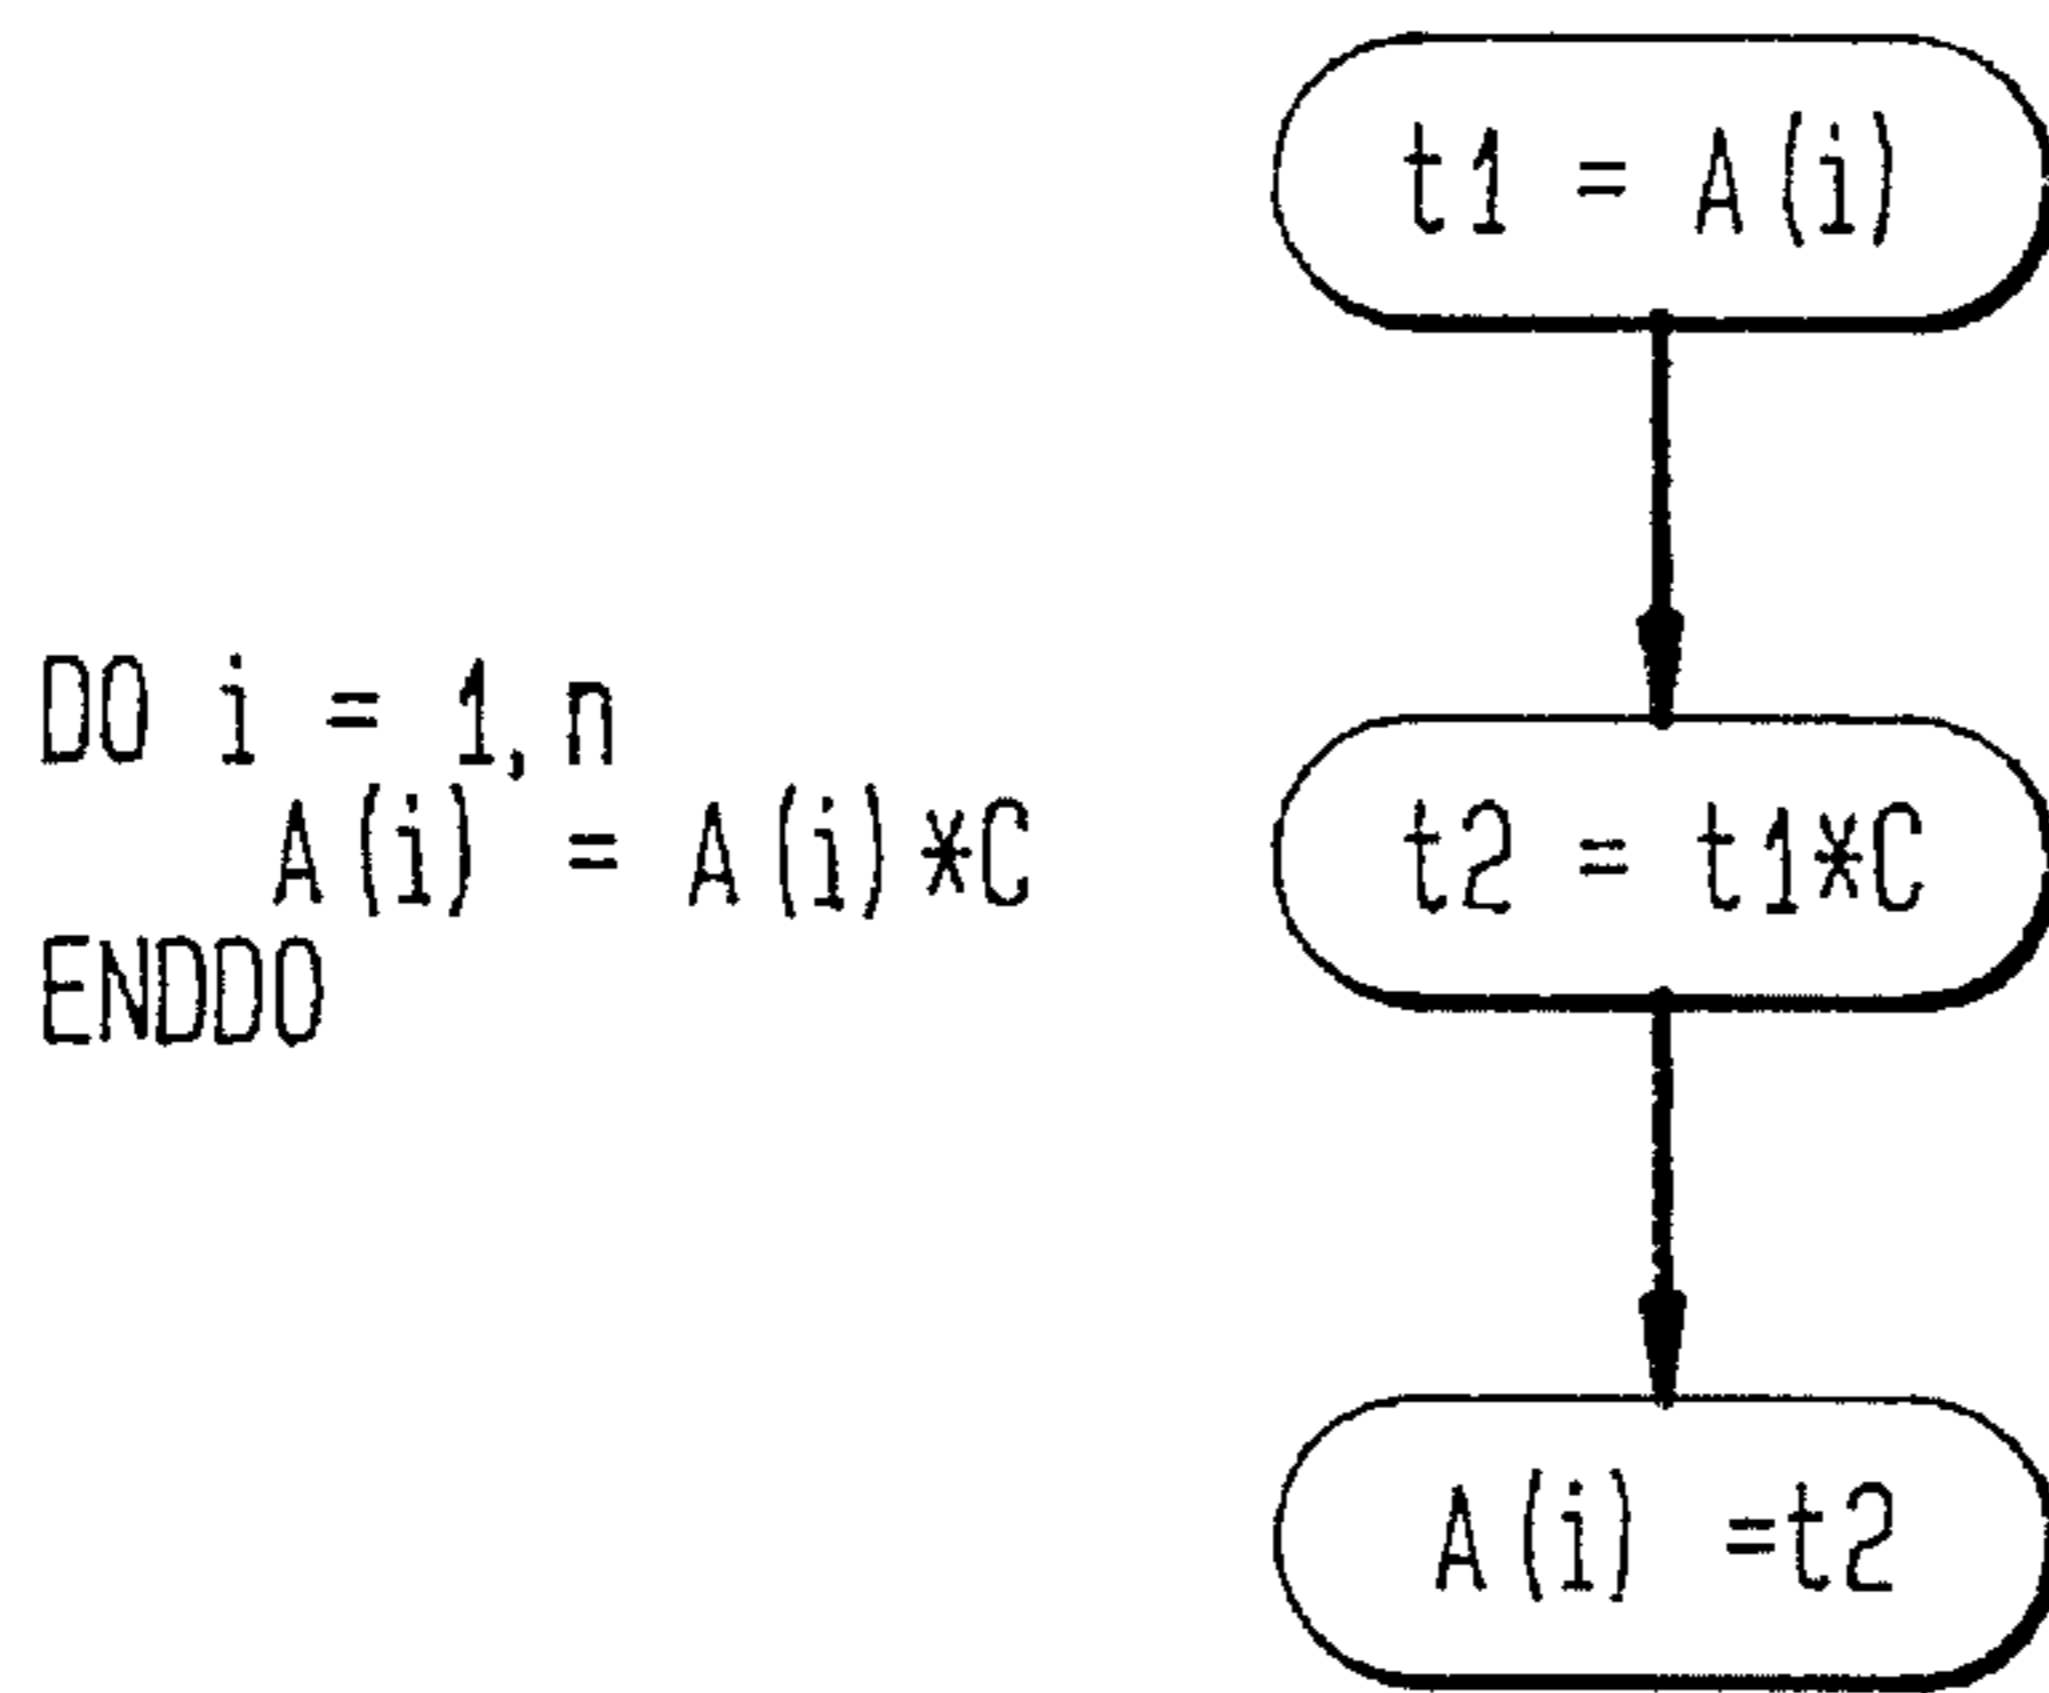 DO i = 1,n
A(i) = A(i)*C
ENDDO
t1 = A(i)
t2 = t1*C
A(i) =t2